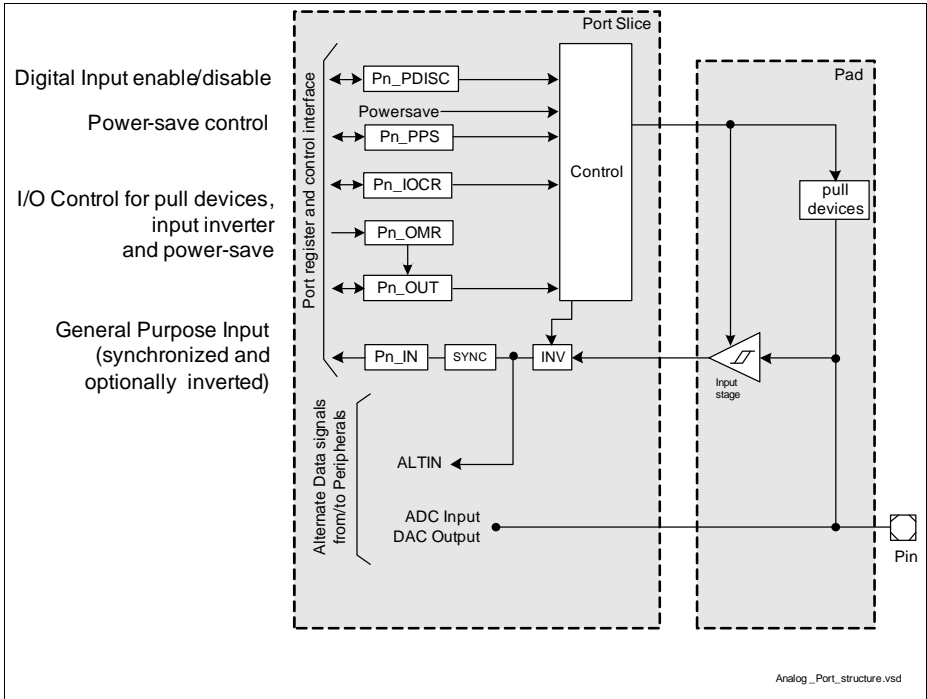 Port Slice
Pad
Digital Input enable/disable
Power-save control
I/O Control for pull devices,
input inverter
and power-save
General Purpose Input
(synchronized and
optionally inverted)
Port register and control interface
Pn_PDISC
Powersave
Pn_PPS
Pn_IOCR
Pn_OMR
Pn_OUT
Control
pull
devices
Pn_IN
SYNC
INV
Input
stage
Alternate Data signals
from/to Peripherals
ALTIN
ADC Input
DAC Output
Pin
Analog_Port_structure.vsd